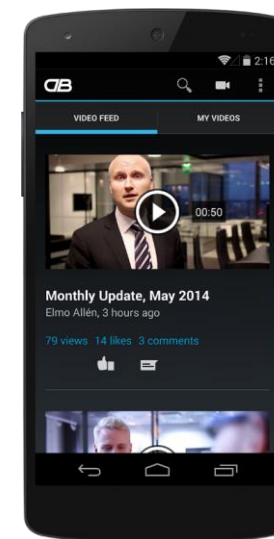 2:16
VIDEO FEED
MY VIDEOS
00:50
Monthly Update, May 2014
Elmo Allén, 3 hours ago
79 views 14 likes 3 comments